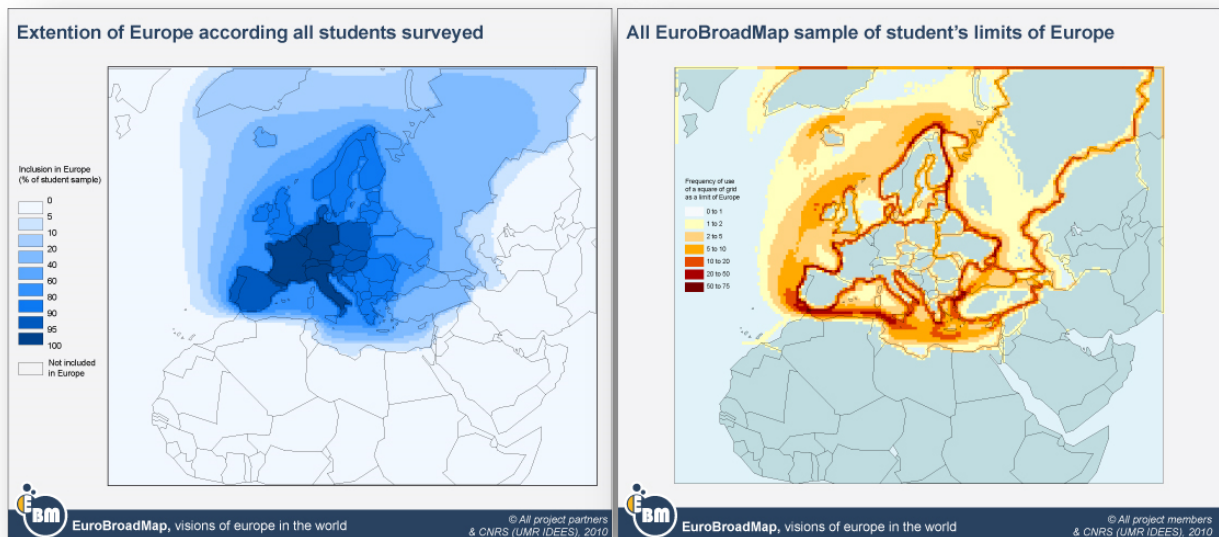 Extention of Europe according all students surveyed
Inclusion in Europe
(% of student sample)
0
5
10
20
40
60
80
90
95
100
Not included
in Europe
EBM
EuroBroadMap, visions of europe in the world
© All project partners
& CNRS (UMR IDEES), 2010
All EuroBroadMap sample of student's limits of Europe
Frequency of use
of a square of grid
as a limit of Europe
0 to 1
1 to 2
2 to 5
5 to 10
10 to 20
20 to 50
50 to 75
EBM
EuroBroadMap, visions of europe in the world
© All project members
& CNRS (UMR IDEES), 2010